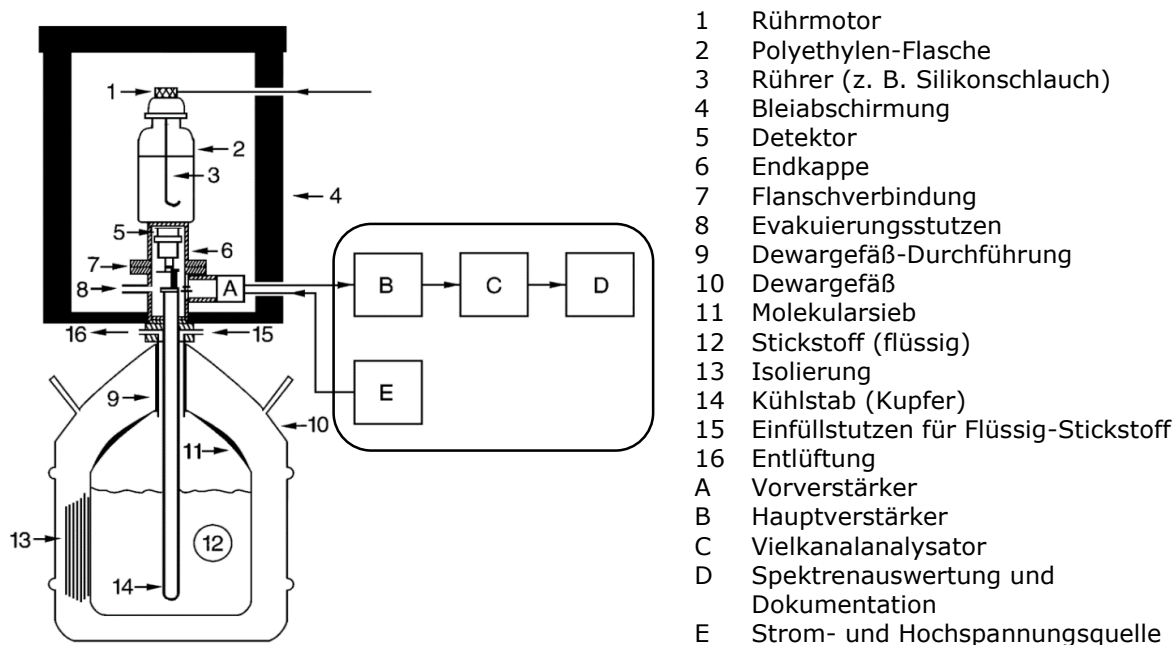 1
2
3
4
5
6
7
8
A
B
C
D
16
15
E
9
10
11
13
12
14
1 Rührmotor
2 Polyethylen-Flasche
3 Rührer (z. B. Silikonschlauch)
4 Bleiabschirmung
5 Detektor
6 Endkappe
7 Flanschverbindung
8 Evakuierungsstutzen
9 Dewargefäß-Durchführung
10 Dewargefäß
11 Molekularsieb
12 Stickstoff (flüssig)
13 Isolierung
14 Kühlstab (Kupfer)
15 Einfüllstutzen für Flüssig-Stickstoff
16 Entlüftung
A Vorverstärker
B Hauptverstärker
C Vielkanalanalysator
D Spektrenauswertung und
Dokumentation
E Strom- und Hochspannungsquelle